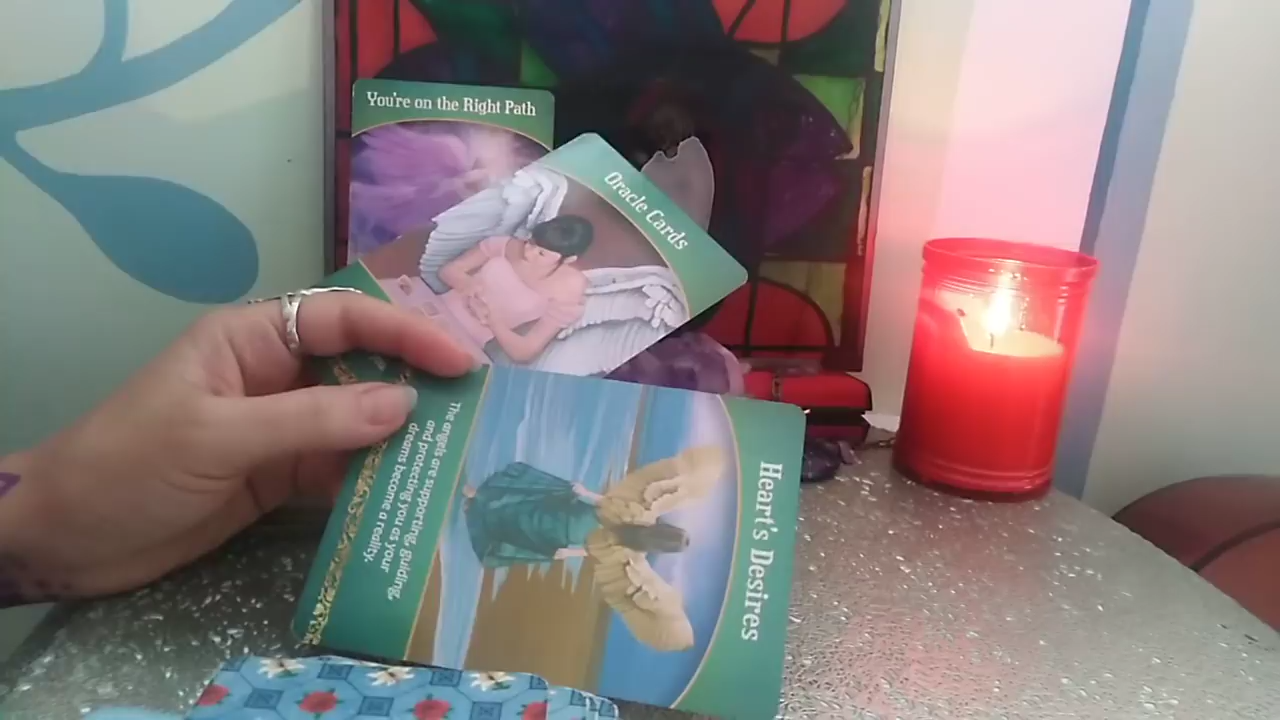 You're on the Right Path
Oracle Cards
Heart's Desires
The angels are supporting, guiding,
and protecting you as your
dreams become a reality.